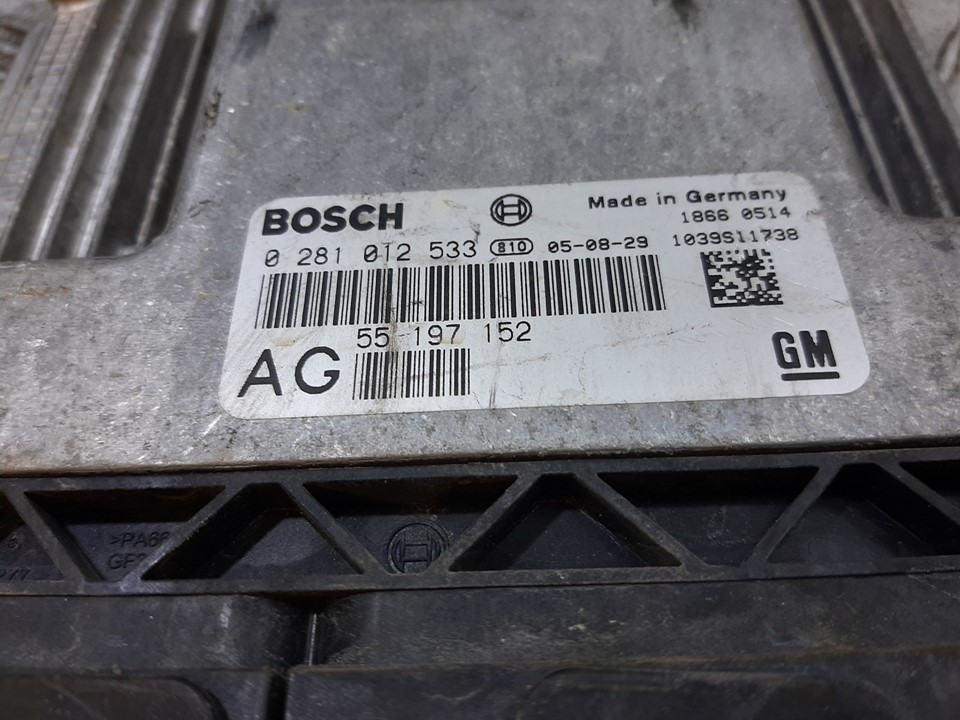 BOSCH
Made in Germany
1866 0514
0 281 012 533 810 05-08-29 1039S11738
55 197 152
AG
GM
>PA66